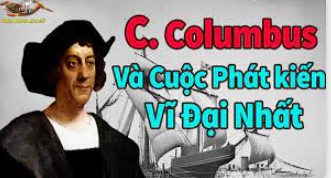 C. Columbus
Và Cuộc Phát kiến
Vĩ Đại Nhất